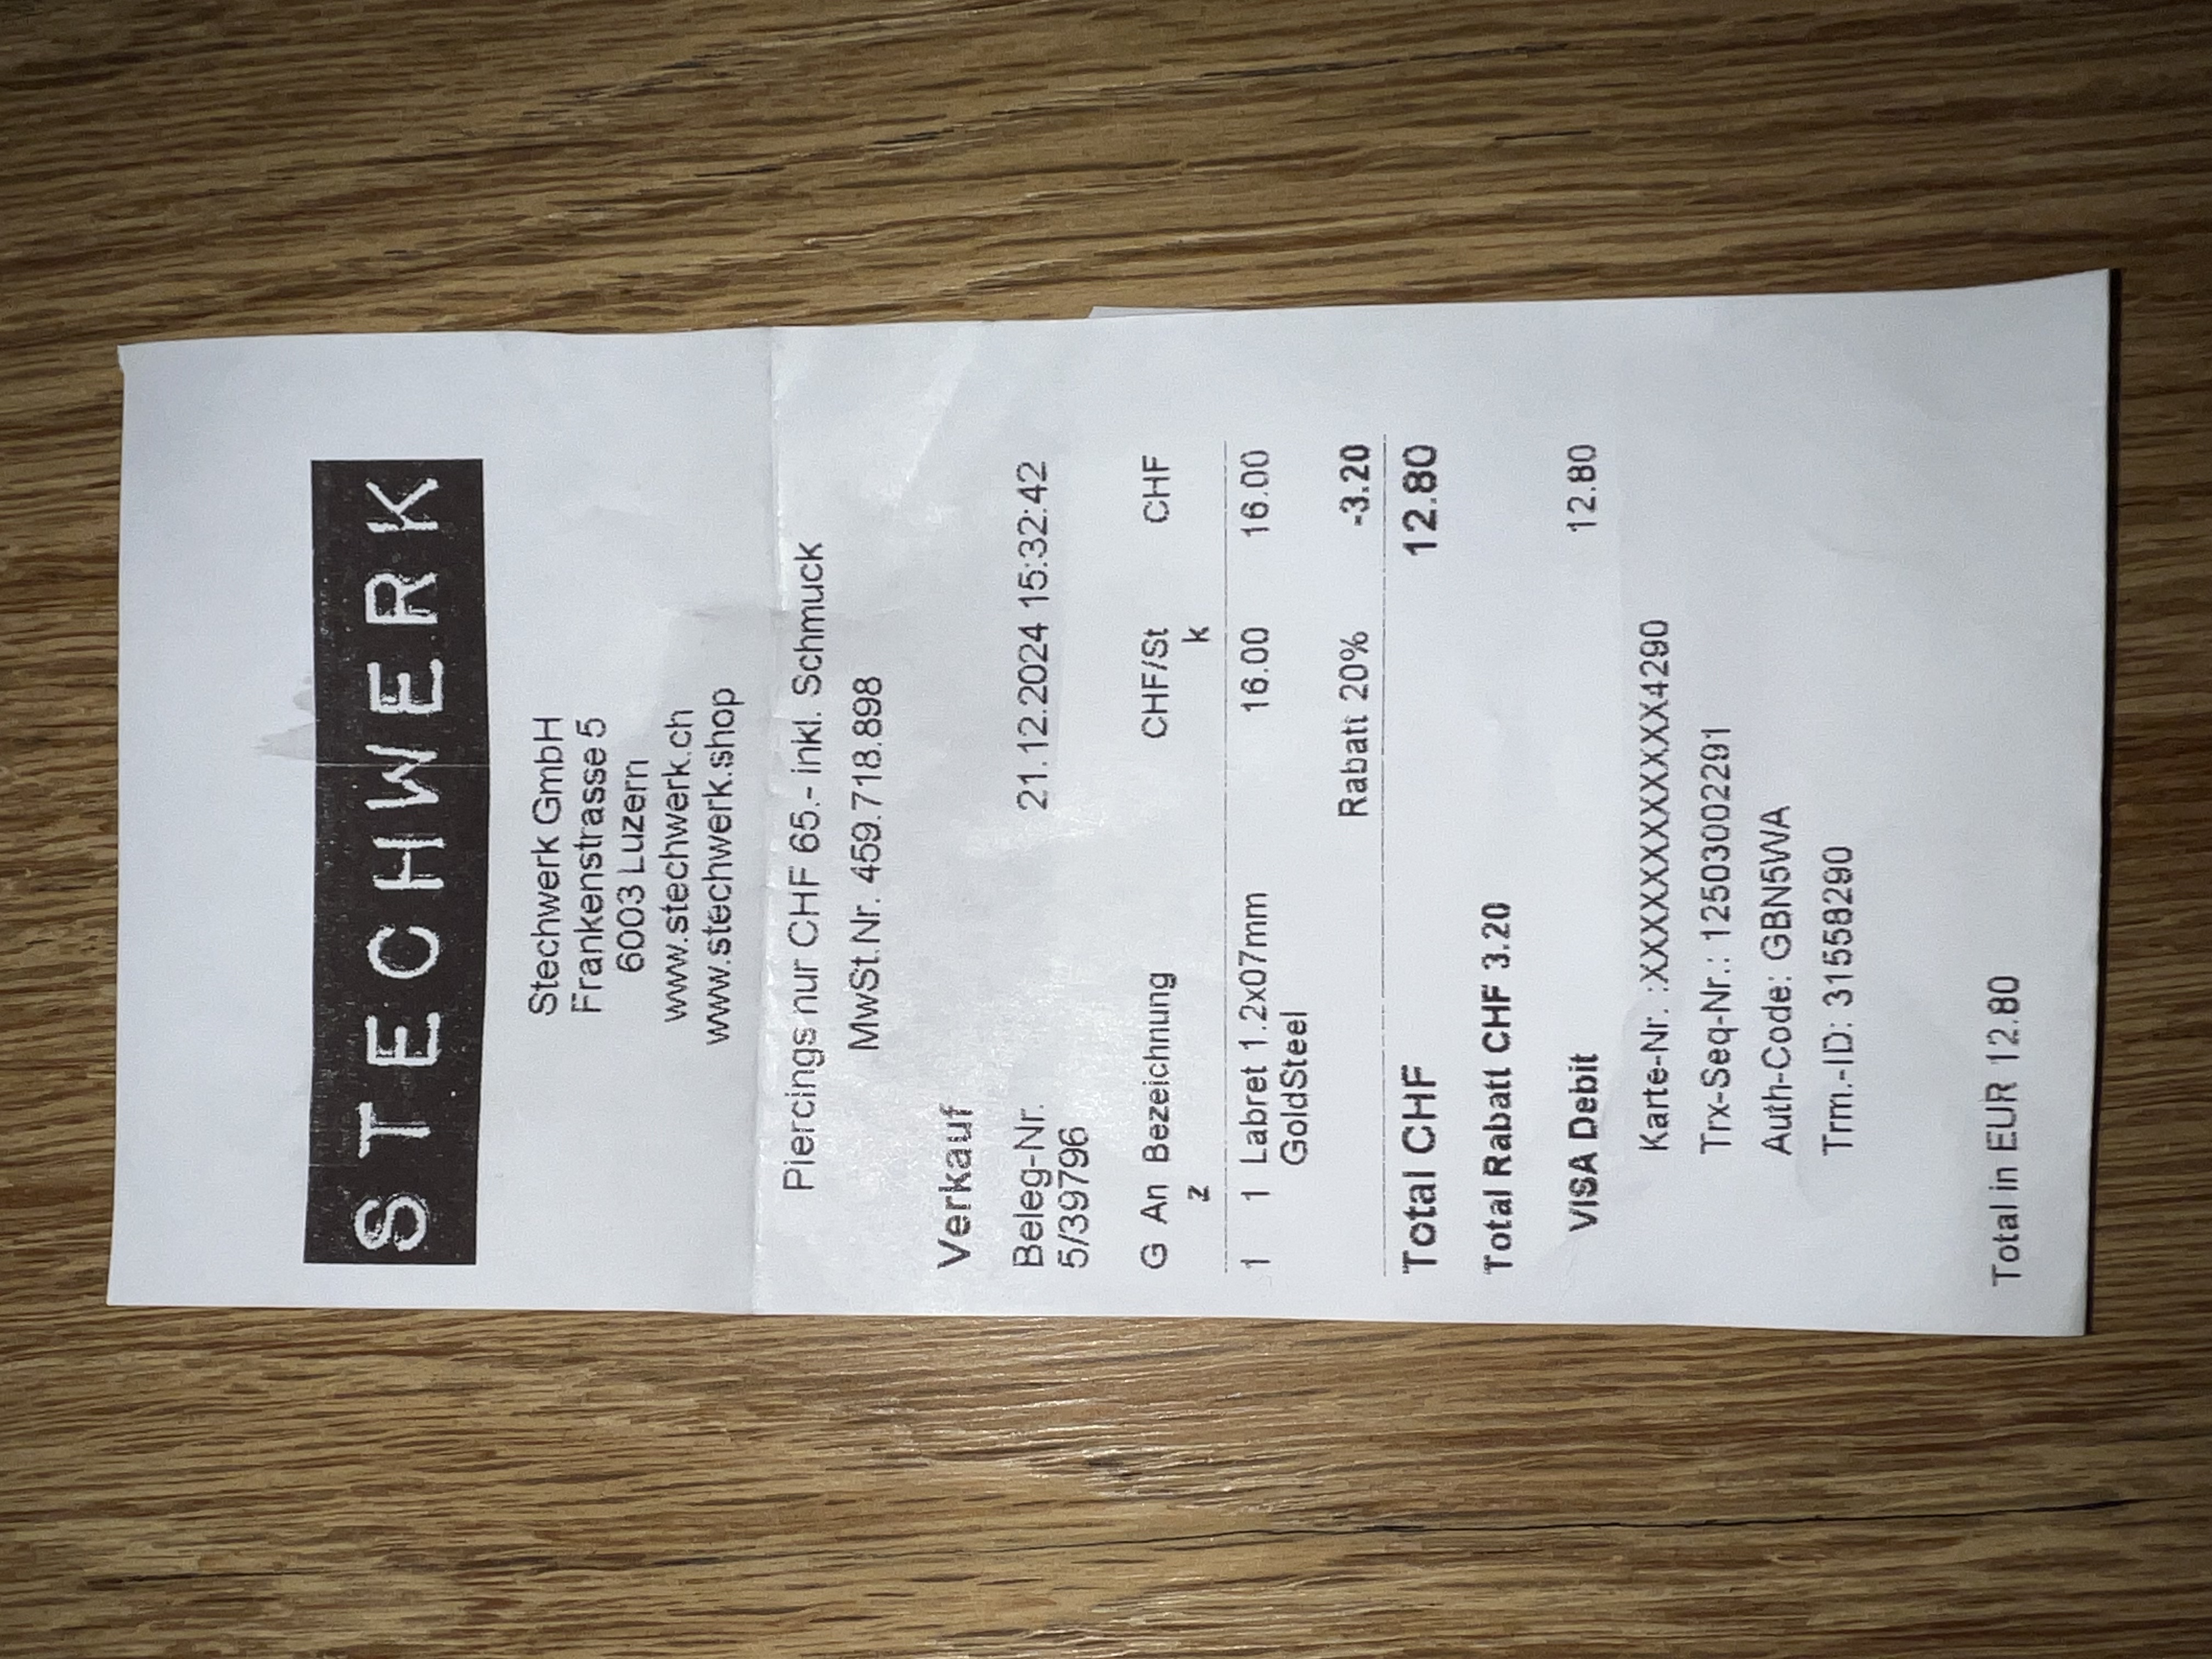 STECHWERK
Stechwerk GmbH
Frankenstrasse 5
6003 Luzern
www.stechwerk.ch
www.stechwerk.shop
Piercings nur CHF 65.- inkl. Schmuck
MwSt.Nr. 459.718.898
Verkauf
Beleg-Nr. 21.12.2024 15:32:42
5/39796
G An Bezeichnung CHF/St CHF
z k
1 1 Labret 1.2x07mm 16.00 16.00
GoldSteel
Rabatt 20% -3.20
Total CHF 12.80
Total Rabatt CHF 3.20
VISA Debit 12.80
Karte-Nr. :XXXXXXXXXXXX4290
Trx-Seq-Nr.: 12503002291
Auth-Code: GBN5WA
Trm.-ID: 31558290
Total in EUR 12.80